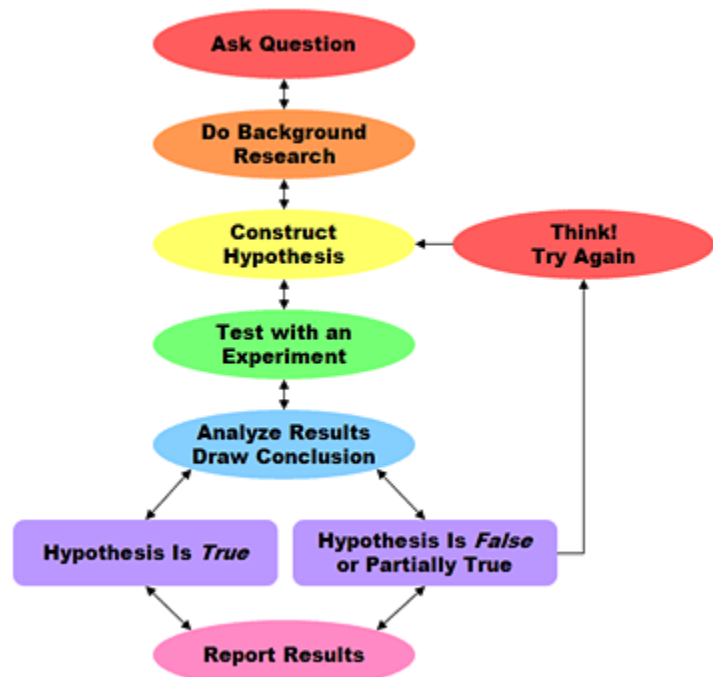 Ask Question
Do Background
Research
Construct
Hypothesis
Think!
Try Again
Test with an
Experiment
Analyze Results
Draw Conclusion
Hypothesis Is True
Hypothesis Is False
or Partially True
Report Results